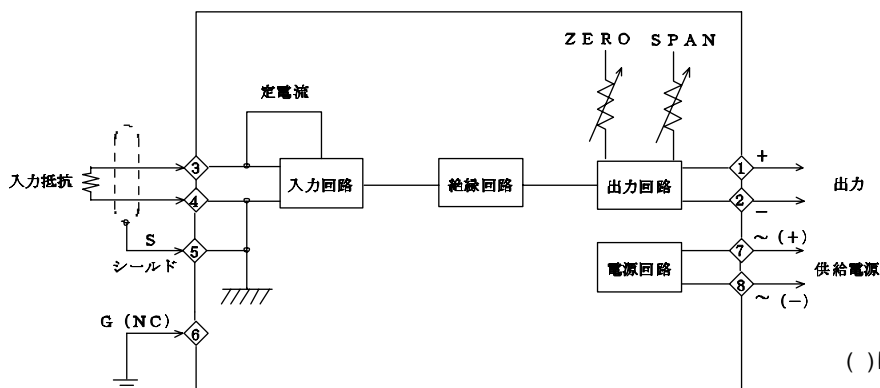 ZERO SPAN
定電流
入力抵抗
3
4
S
シールド
5
G (NC)
6
入力回路
絶縁回路
出力回路
電源回路
1
+
2
−
出力
7
~ (+)
8
~ (−)
供給電源
( )